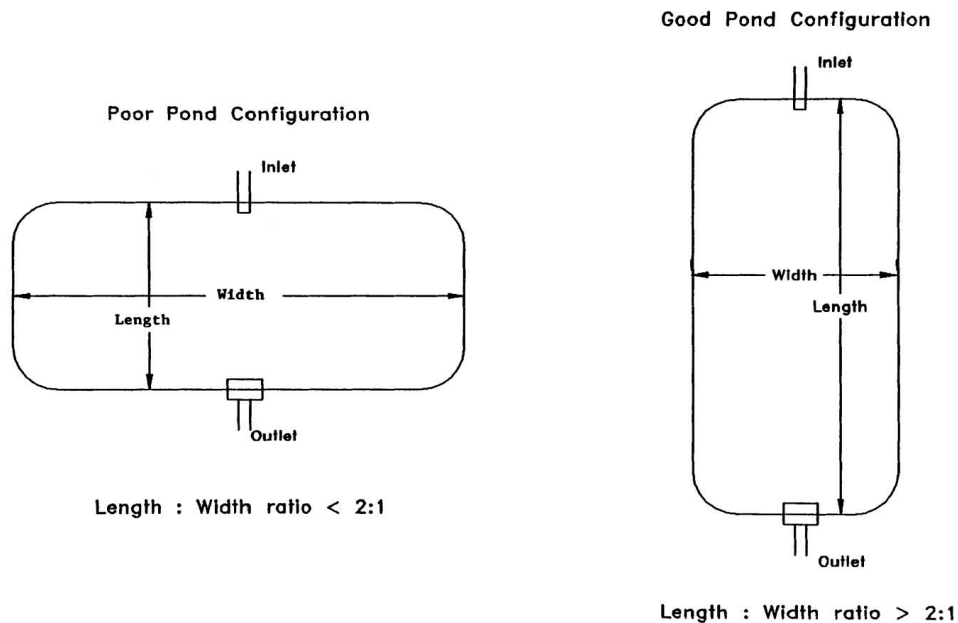 Poor Pond Configuration
Inlet
Width
Length
Outlet
Length : Width ratio < 2:1
Good Pond Configuration
Inlet
Width
Length
Outlet
Length : Width ratio > 2:1